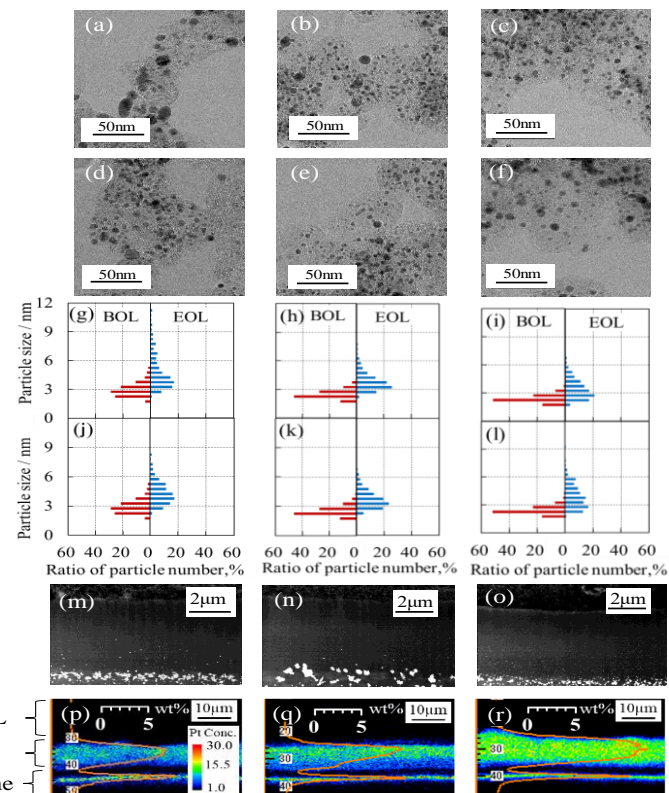 (a)
(b)
(c)
50nm
50nm
50nm
(d)
(e)
(f)
50nm
50nm
50nm
12
9
6
3
0
Particle size / nm
(g) BOL EOL
(h) BOL EOL
(i) BOL EOL
9
6
3
0
Particle size / nm
(j)
(k)
(l)
60 40 20 0 20 40 60
60 40 20 0 20 40 60
60 40 20 0 20 40 60
Ratio of particle number,%
Ratio of particle number,%
Ratio of particle number,%
(m)
2μm
(n)
2μm
(o)
2μm
(p)
wt%
0 5
10μm
30
40
Pt Conc.
30.0
15.5
1.0
(q)
wt%
0 5
10μm
20
30
40
(r)
wt%
0 5
10μm
30
40